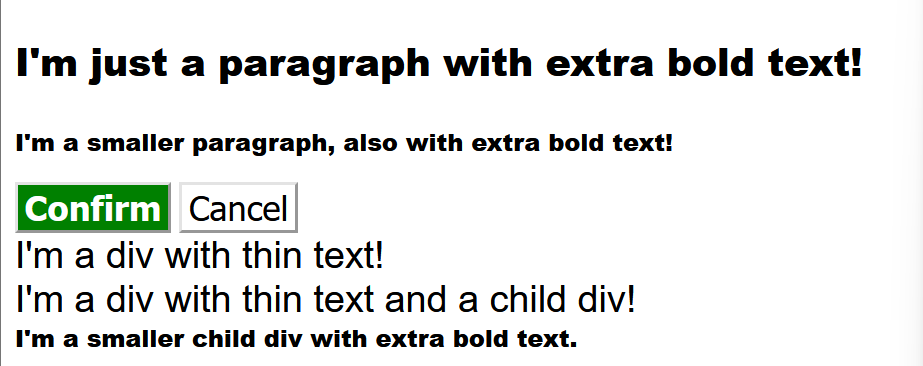 I'm just a paragraph with extra bold text!
I'm a smaller paragraph, also with extra bold text!
Confirm Cancel
I'm a div with thin text!
I'm a div with thin text and a child div!
I'm a smaller child div with extra bold text.